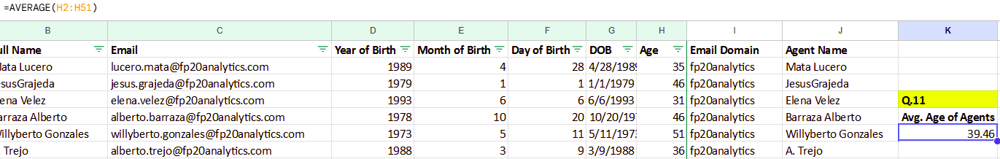 =AVERAGE(H2:H51)
B C D E F G H I J K
ull Name Email Year of Birth Month of Birth Day of Birth DOB Age Email Domain Agent Name
Mata Lucero lucero.mata@fp20analytics.com 1989 4 28 4/28/1989 35 fp20analytics Mata Lucero
JesusGrajeda jesus.grajeda@fp20analytics.com 1979 1 1 1/1/1979 46 fp20analytics JesusGrajeda
ena Velez elena.velez@fp20analytics.com 1993 6 6 6/6/1993 31 fp20analytics Elena Velez Q.11
arraza Alberto alberto.barraza@fp20analytics.com 1978 10 20 10/20/197 46 fp20analytics Barraza Alberto Avg. Age of Agents
Willyberto Gonzales willyberto.gonzales@fp20analytics.com 1973 5 11 5/11/1973 51 fp20analytics Willyberto Gonzales 39.46
. Trejo alberto.trejo@fp20analytics.com 1988 3 9 3/9/1988 36 fp20analytics A. Trejo